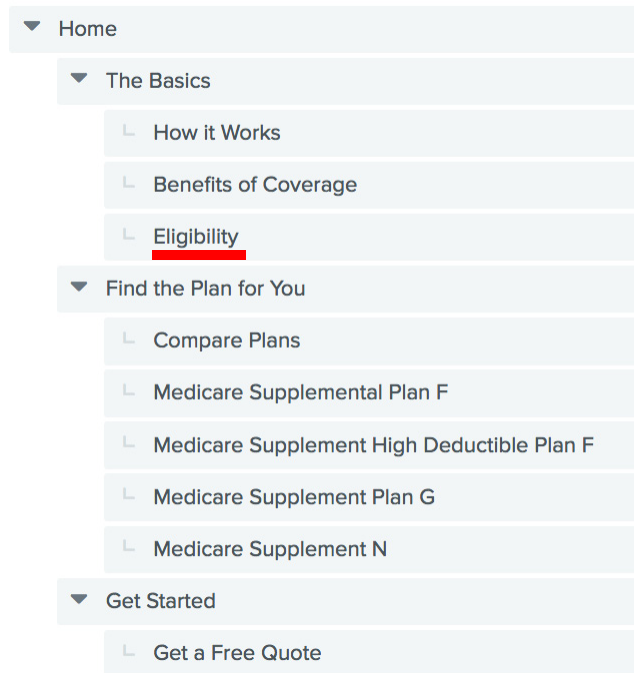 Home
The Basics
How it Works
Benefits of Coverage
Eligibility
Find the Plan for You
Compare Plans
Medicare Supplemental Plan F
Medicare Supplement High Deductible Plan F
Medicare Supplement Plan G
Medicare Supplement N
Get Started
Get a Free Quote